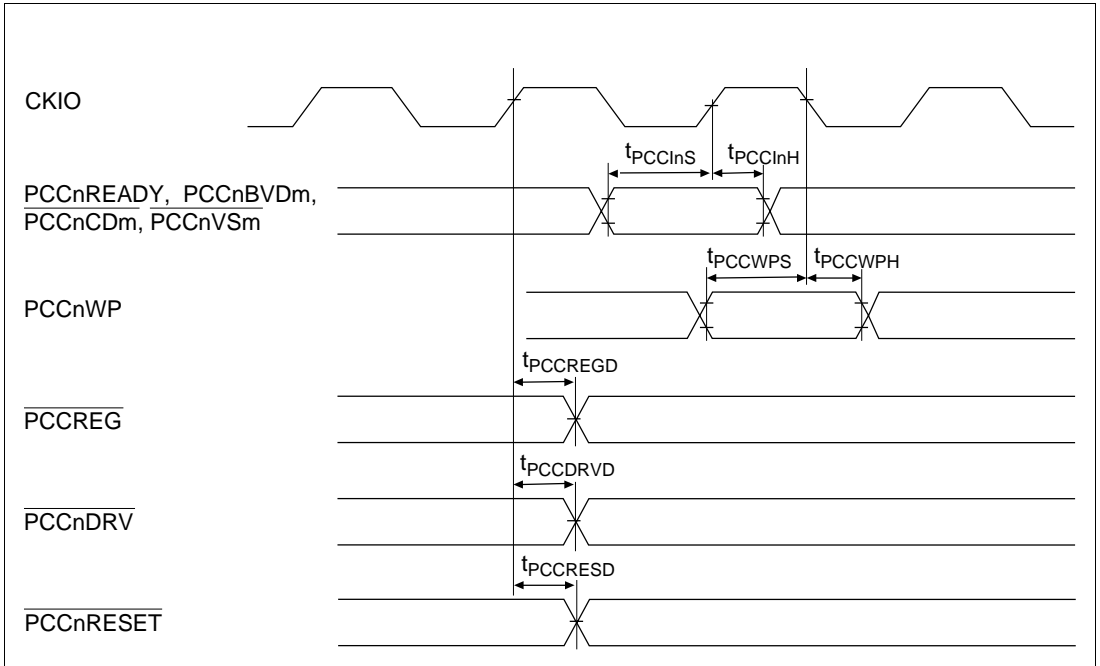 CKIO
tPCCInS
tPCCInH
PCCnREADY, PCCnBVDm,
PCCnCDm, PCCnVSm
tPCCWPS
tPCCWPH
PCCnWP
tPCCREGD
PCCREG
tPCCDRVD
PCCnDRV
tPCCRESD
PCCnRESET